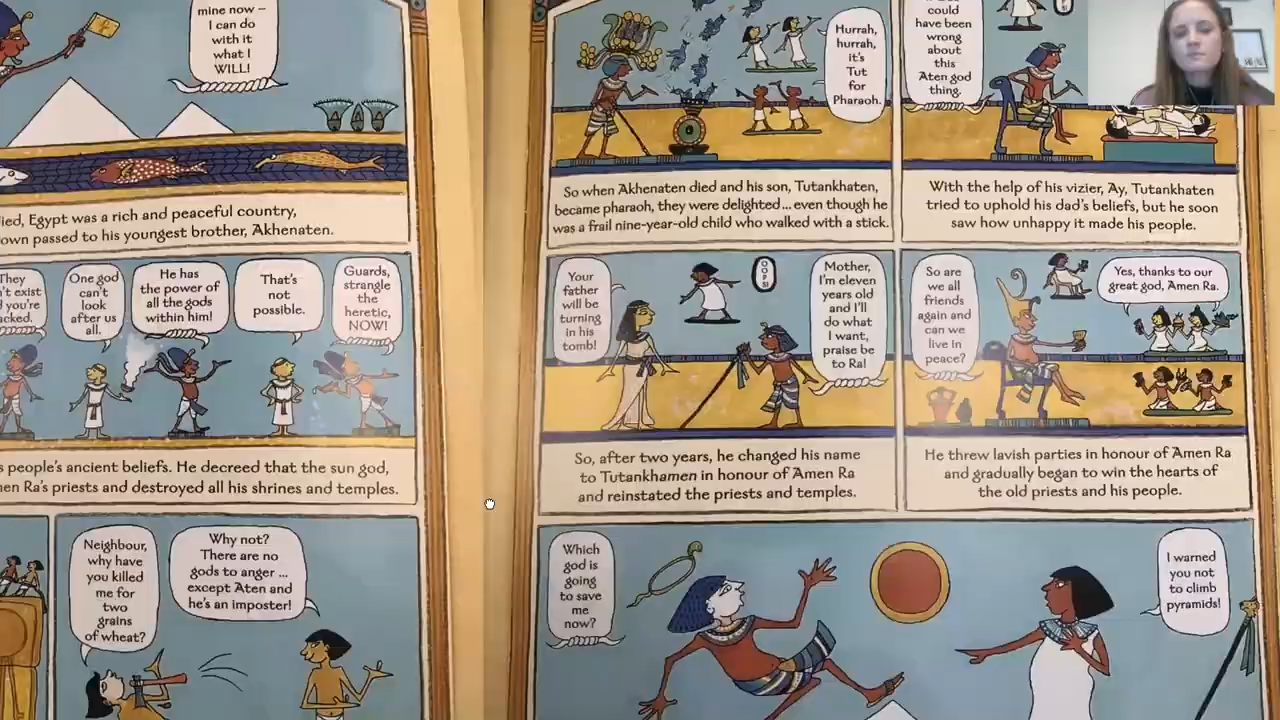 mine now –
I can do
with it
what I
WILL!
died, Egypt was a rich and peaceful country,
own passed to his youngest brother, Akhenaten.
They
't exist
you're
acked.
One god
can't
look
after us
all.
He has
the power of
all the gods
within him!
That's
not
possible.
Guards,
strangle
the
heretic,
NOW!
s people's ancient beliefs. He decreed that the sun god,
men Ra's priests and destroyed all his shrines and temples.
Neighbour,
why have
you killed
me for
two
grains
of wheat?
Why not?
There are no
gods to anger ...
except Aten and
he's an imposter!
Hurrah,
hurrah,
it's
Tut
for
Pharaoh.
So when Akhenaten died and his son, Tutankhaten,
became pharaoh, they were delighted... even though he
was a frail nine-year-old child who walked with a stick.
could
have been
wrong
about
this
Aten god
thing.
With the help of his vizier, Ay, Tutankhaten
tried to uphold his dad's beliefs, but he soon
saw how unhappy it made his people.
Your
father
will be
turning
in his
tomb!
OOPS!
Mother,
I'm eleven
years old
and I'll
do what
I want,
praise be
to Ra!
So, after two years, he changed his name
to Tutankhamen in honour of Amen Ra
and reinstated the priests and temples.
So are
we all
friends
again and
can we
live in
peace?
Yes, thanks to our
great god, Amen Ra.
He threw lavish parties in honour of Amen Ra
and gradually began to win the hearts of
the old priests and his people.
Which
god is
going
to save
me
now?
I warned
you not
to climb
pyramids!